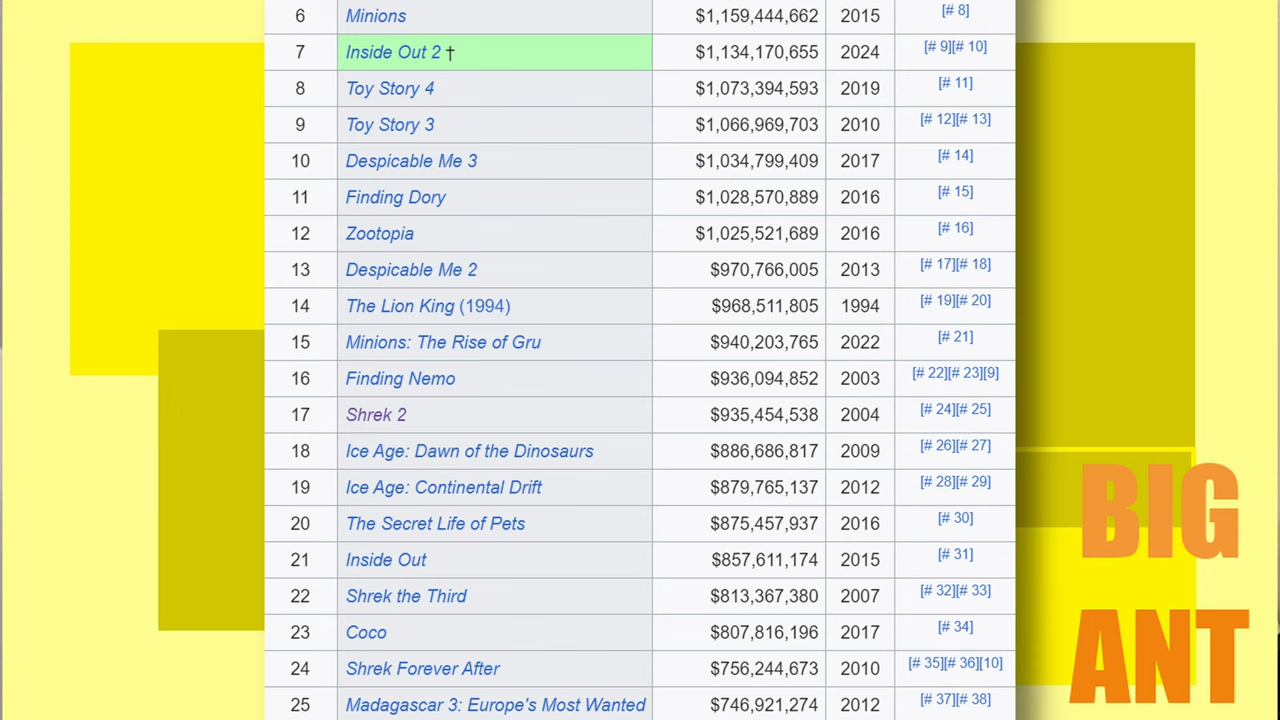 6 Minions $1,159,444,662 2015 [# 8]
7 Inside Out 2 † $1,134,170,655 2024 [# 9][# 10]
8 Toy Story 4 $1,073,394,593 2019 [# 11]
9 Toy Story 3 $1,066,969,703 2010 [# 12][# 13]
10 Despicable Me 3 $1,034,799,409 2017 [# 14]
11 Finding Dory $1,028,570,889 2016 [# 15]
12 Zootopia $1,025,521,689 2016 [# 16]
13 Despicable Me 2 $970,766,005 2013 [# 17][# 18]
14 The Lion King (1994) $968,511,805 1994 [# 19][# 20]
15 Minions: The Rise of Gru $940,203,765 2022 [# 21]
16 Finding Nemo $936,094,852 2003 [# 22][# 23][9]
17 Shrek 2 $935,454,538 2004 [# 24][# 25]
18 Ice Age: Dawn of the Dinosaurs $886,686,817 2009 [# 26][# 27]
19 Ice Age: Continental Drift $879,765,137 2012 [# 28][# 29]
20 The Secret Life of Pets $875,457,937 2016 [# 30]
21 Inside Out $857,611,174 2015 [# 31]
22 Shrek the Third $813,367,380 2007 [# 32][# 33]
23 Coco $807,816,196 2017 [# 34]
24 Shrek Forever After $756,244,673 2010 [# 35][# 36][10]
25 Madagascar 3: Europe's Most Wanted $746,921,274 2012 [# 37][# 38]
BIG
ANT